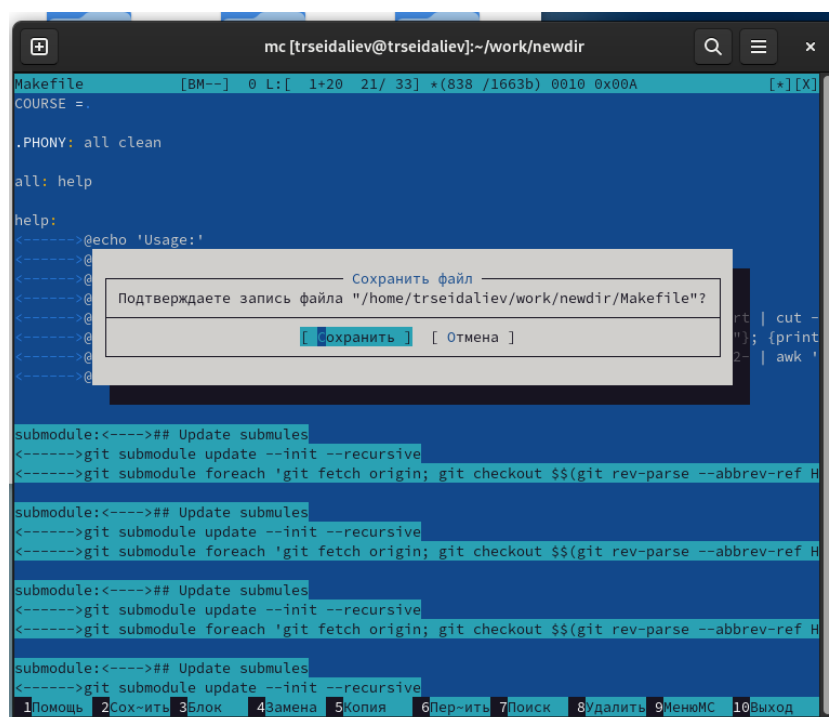 mc [trseidaliev@trseidaliev]:~/work/newdir
Makefile [BM--] 0 L:[ 1+20 21/ 33] *(838 /1663b) 0010 0x00A [*][X]
COURSE =.
.PHONY: all clean
all: help
help:
<------>@echo 'Usage:'
<------>@
<------>@
<------>@
<------>@ rt | cut -
<------>@ "}; {print
<------>@ 2- | awk '
<------>@
Сохранить файл
Подтверждаете запись файла "/home/trseidaliev/work/newdir/Makefile"?
[ Сохранить ] [ Отмена ]
submodule:<---->## Update submules
<------>git submodule update --init --recursive
<------>git submodule foreach 'git fetch origin; git checkout $$(git rev-parse --abbrev-ref H
submodule:<---->## Update submules
<------>git submodule update --init --recursive
<------>git submodule foreach 'git fetch origin; git checkout $$(git rev-parse --abbrev-ref H
submodule:<---->## Update submules
<------>git submodule update --init --recursive
<------>git submodule foreach 'git fetch origin; git checkout $$(git rev-parse --abbrev-ref H
submodule:<---->## Update submules
<------>git submodule update --init --recursive
1Помощь 2Сох~ить 3Блок 4Замена 5Копия 6Пер~ить 7Поиск 8Удалить 9МенюМС 10Выход